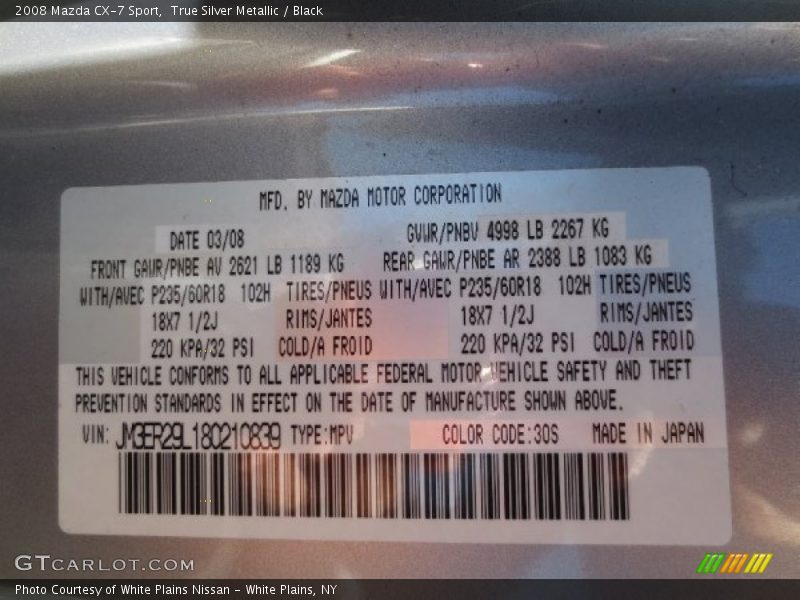 2008 Mazda CX-7 Sport, True Silver Metallic / Black
MFD. BY MAZDA MOTOR CORPORATION
DATE 03/08 GVWR/PNBV 4998 LB 2267 KG
FRONT GAWR/PNBE AV 2621 LB 1189 KG REAR GAWR/PNBE AR 2388 LB 1083 KG
WITH/AVEC P235/60R18 102H TIRES/PNEUS WITH/AVEC P235/60R18 102H TIRES/PNEUS
18X7 1/2J RIMS/JANTES 18X7 1/2J RIMS/JANTES
220 KPA/32 PSI COLD/A FROID 220 KPA/32 PSI COLD/A FROID
THIS VEHICLE CONFORMS TO ALL APPLICABLE FEDERAL MOTOR VEHICLE SAFETY AND THEFT
PREVENTION STANDARDS IN EFFECT ON THE DATE OF MANUFACTURE SHOWN ABOVE.
VIN: JM3ER29L180210839 TYPE:MPV COLOR CODE:30S MADE IN JAPAN
GTCARLOT.COM
Photo Courtesy of White Plains Nissan - White Plains, NY